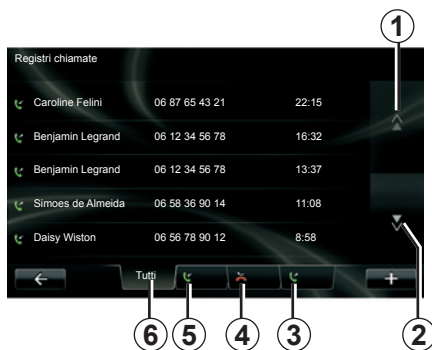 1
Registri chiamate
Caroline Felini 06 87 65 43 21 22:15
Benjamin Legrand 06 12 34 56 78 16:32
Benjamin Legrand 06 12 34 56 78 13:37
Simoes de Almeida 06 58 36 90 14 11:08
Daisy Wiston 06 56 78 90 12 8:58
Tutti +
6 5 4 3 2